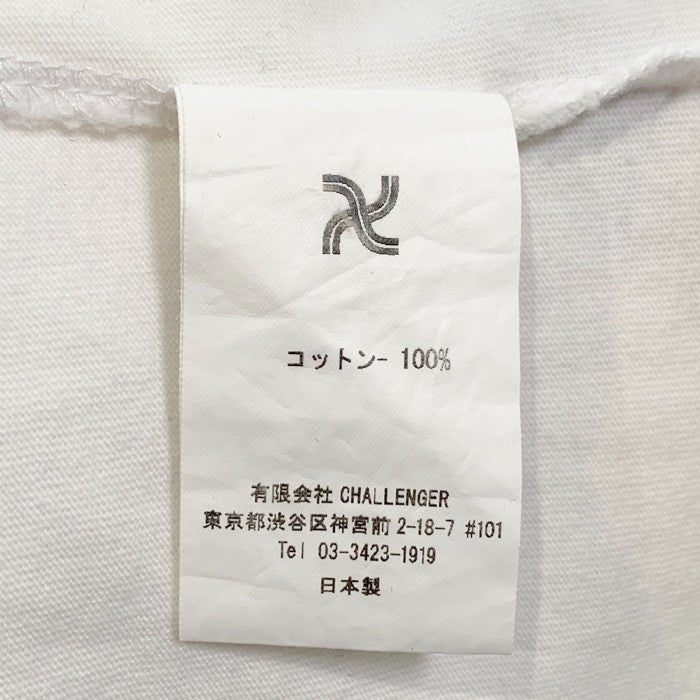 コットン- 100%
有限会社 CHALLENGER
東京都渋谷区神宮前 2-18-7 #101
Tel 03-3423-1919
日本製